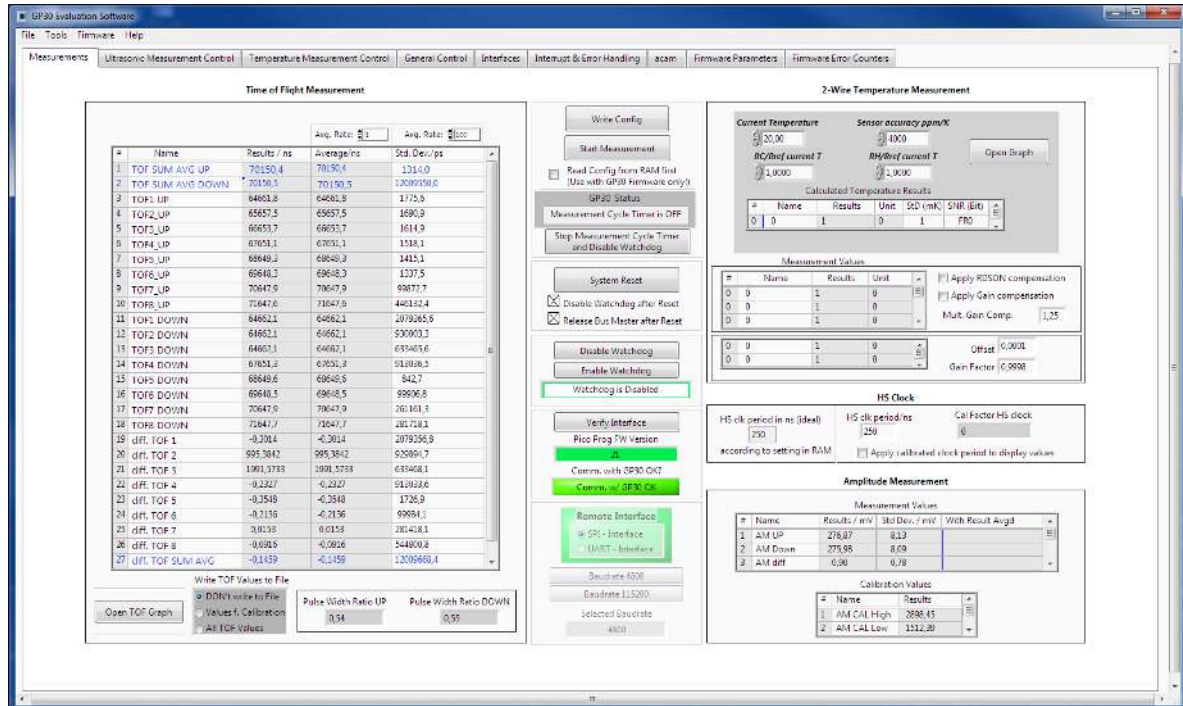 GP30 Evaluation Software
File Tools Firmware Help
Measurements Ultrasonic Measurement Control Temperature Measurement Control General Control Interfaces Interrupt & Error Handling acam Firmware Parameters Firmware Error Counters
Time of Flight Measurement
Avg. Rate: 1 Avg. Rate: 100
# Name Results / ns Average/ns Std. Dev./ps
1 TOF SUM AVG UP 70150,4 70150,4 1314,0
2 TOF SUM AVG DOWN 70150,5 70150,5 12009550,0
3 TOF1_UP 64661,8 64661,8 1775,6
4 TOF2_UP 65657,5 65657,5 1690,9
5 TOF3_UP 66653,7 66653,7 1614,9
6 TOF4_UP 67651,1 67651,1 1518,1
7 TOF5_UP 68649,3 68649,3 1415,1
8 TOF6_UP 69648,3 69648,3 1337,5
9 TOF7_UP 70647,9 70647,9 99872,7
10 TOF8_UP 71647,6 71647,6 446132,4
11 TOF1 DOWN 64662,1 64662,1 2079265,6
12 TOF2 DOWN 64662,1 64662,1 930003,3
13 TOF3 DOWN 64662,1 64662,1 633465,6
14 TOF4 DOWN 67651,3 67651,3 913036,5
15 TOF5 DOWN 68649,6 68649,6 842,7
16 TOF6 DOWN 69648,5 69648,5 99906,8
17 TOF7 DOWN 70647,9 70647,9 261161,3
18 TOF8 DOWN 71647,7 71647,7 281718,1
19 diff. TOF 1 -0,3014 -0,3014 2079356,8
20 diff. TOF 2 995,3842 995,3842 929894,7
21 diff. TOF 3 1991,5733 1991,5733 633468,1
22 diff. TOF 4 -0,2327 -0,2327 913033,6
23 diff. TOF 5 -0,3548 -0,3548 1726,9
24 diff. TOF 6 -0,2136 -0,2136 99984,1
25 diff. TOF 7 0,0153 0,0153 281418,1
26 diff. TOF 8 -0,0916 -0,0916 544800,8
27 diff. TOF SUM AVG -0,1459 -0,1459 12009668,4
Write TOF Values to File
Open TOF Graph
DON't write to File
Values f. Calibration
All TOF Values
Pulse Width Ratio UP Pulse Width Ratio DOWN
0,54 0,55
Write Config
Start Measurement
Read Config from RAM first
(Use with GP30 Firmware only!)
GP30 Status
Measurement Cycle Timer is OFF
Stop Measurement Cycle Timer
and Disable Watchdog
System Reset
Disable Watchdog after Reset
Release Bus Master after Reset
Disable Watchdog
Enable Watchdog
Watchdog is Disabled
Verify Interface
Pico Prog FW Version
Comm. with GP30 OK?
Comm. w/ GP30 OK
Remote Interface
SPI - Interface
UART - Interface
Baudrate 4800
Baudrate 115200
Selected Baudrate
4800
2-Wire Temperature Measurement
Current Temperature Sensor accuracy ppm/K
20,00 4000
Open Graph
RC/Rref current T RH/Rref current T
1,0000 1,0000
Calculated Temperature Results
# Name Results Unit StD (mK) SNR (Bit)
0 0 1 0 1 FR0
Measurement Values
# Name Results Unit
0 0 1 0
0 0 1 0
0 0 1 0
Apply RDSON compensation
Apply Gain compensation
Mult. Gain Comp. 1,25
0 0 1 0
0 0 1 0
Offset 0,0001
Gain Factor 0,9998
HS Clock
HS clk period in ns (ideal) HS clk period/ns Cal Factor HS clock
250 250 0
according to setting in RAM Apply calibrated clock period to display values
Amplitude Measurement
Measurement Values
# Name Results / mV Std Dev. / mV With Result Avgd
1 AM UP 276,87 8,13
2 AM Down 275,98 8,09
3 AM diff 0,90 0,78
Calibration Values
# Name Results
1 AM CAL High 2898,45
2 AM CAL Low 1512,39